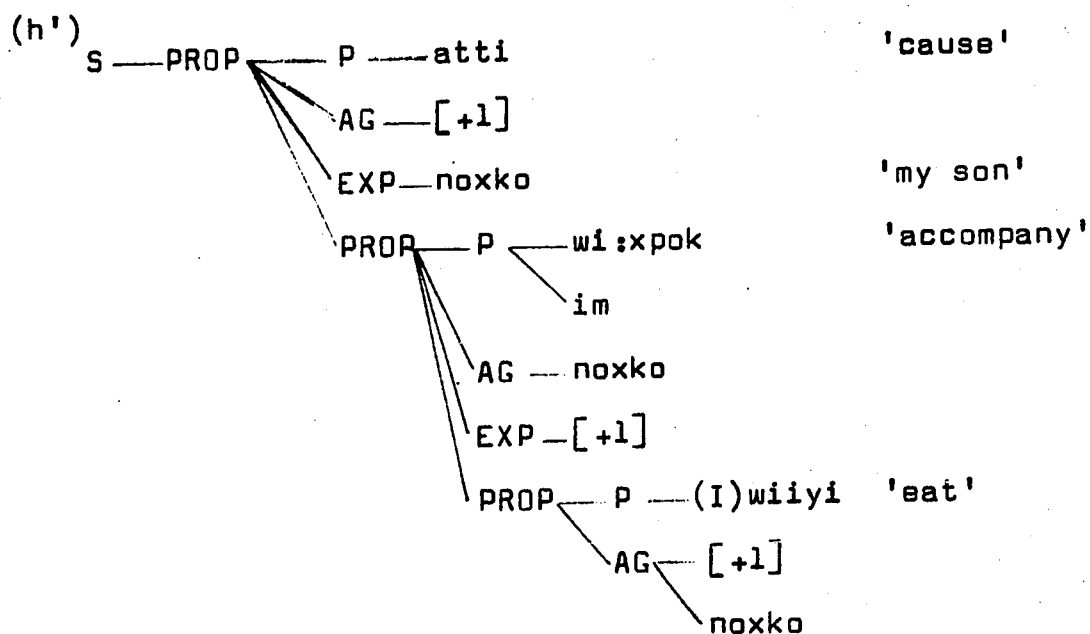 (h')
S — PROP — P — atti 'cause'
AG — [+1]
EXP — noxko 'my son'
PROP — P — wi:xpok 'accompany'
im
AG — noxko
EXP — [+1]
PROP — P — (I)wiiyi 'eat'
AG — [+1]
noxko